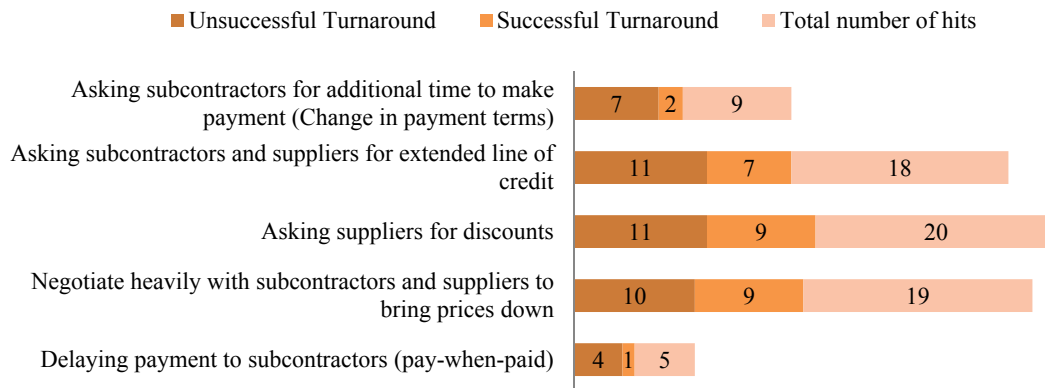 Unsuccessful Turnaround Successful Turnaround Total number of hits
Asking subcontractors for additional time to make
payment (Change in payment terms)
7 2 9
Asking subcontractors and suppliers for extended line of
credit
11 7 18
Asking suppliers for discounts
11 9 20
Negotiate heavily with subcontractors and suppliers to
bring prices down
10 9 19
Delaying payment to subcontractors (pay-when-paid)
4 1 5